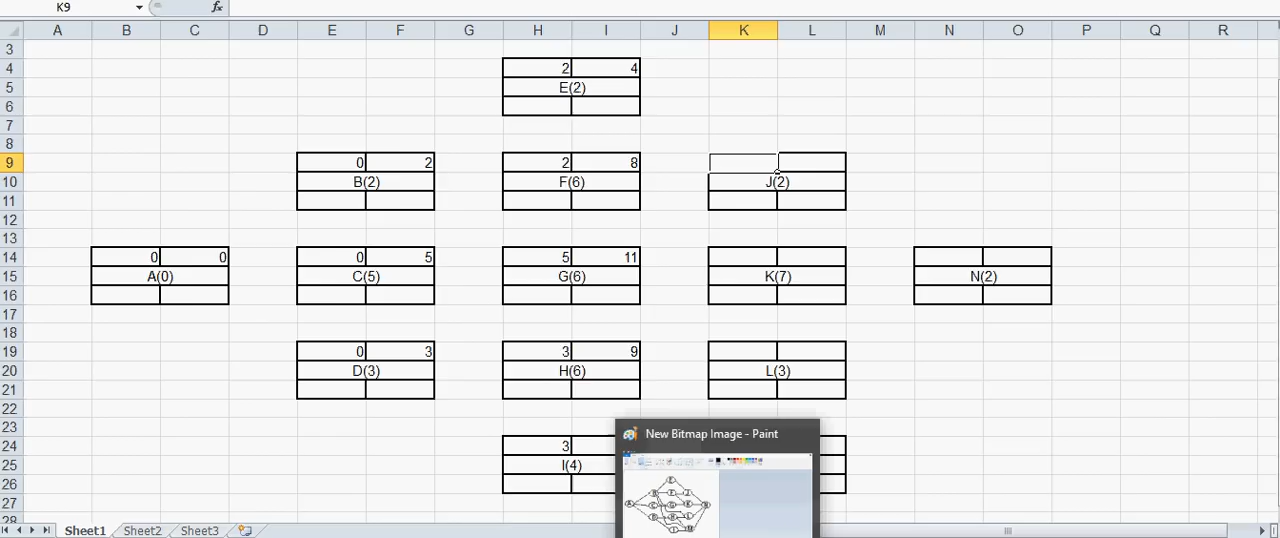 K9 fx
A B C D E F G H I J K L M N O P Q R
3
4 2 4
5 E(2)
6
7
8
9 0 2 2 8
10 B(2) F(6) J(2)
11
12
13
14 0 0 0 5 5 11
15 A(0) C(5) G(6) K(7) N(2)
16
17
18
19 0 3 3 9
20 D(3) H(6) L(3)
21
22
23
New Bitmap Image - Paint
24 3
25 I(4)
26
27
28
Sheet1 Sheet2 Sheet3